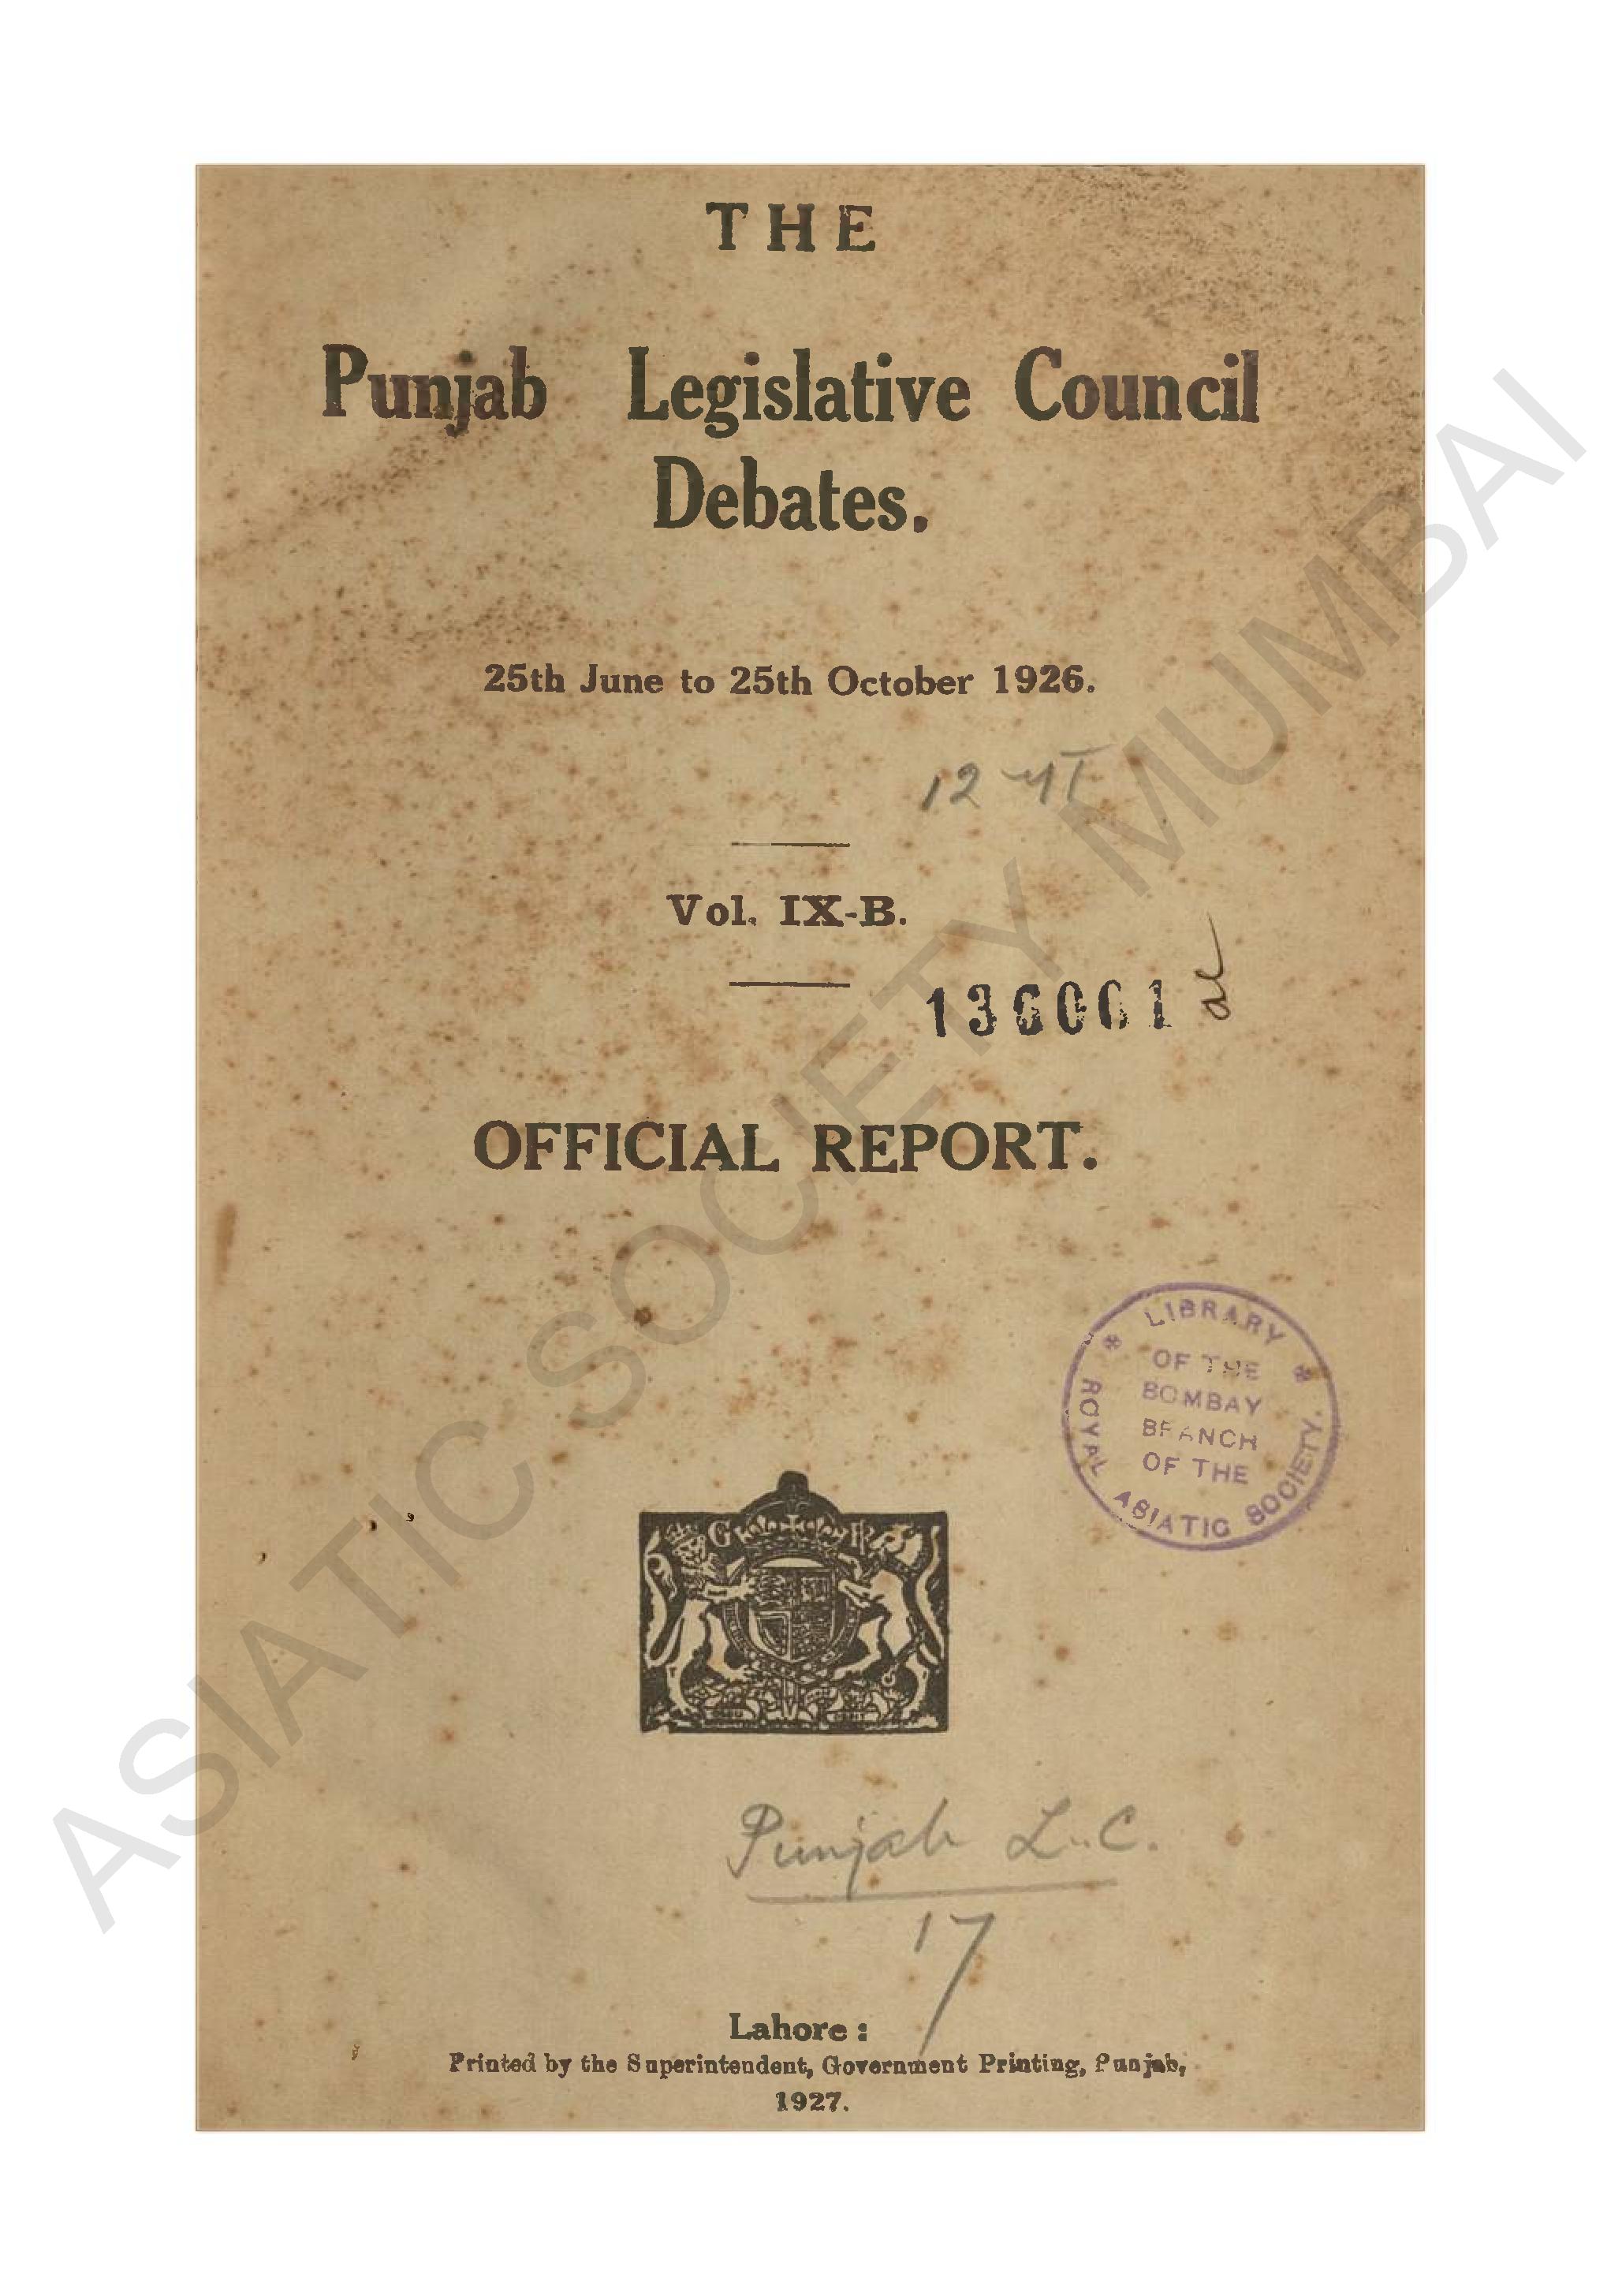 THE
Punjab Legislative Council
Debates.
25th June to 25th October 1926.
12
Vol. IX-B.
136061
OFFICIAL REPORT.
LIBRARY
OF THE
BOMBAY
BRANCH
OF THE
ROYAL ASIATIC SOCIETY.
G R
Punjab L.C.
17
Lahore :
Printed by the Superintendent, Government Printing, Punjab,
1927.
ASIATIC SOCIETY MUMBAI